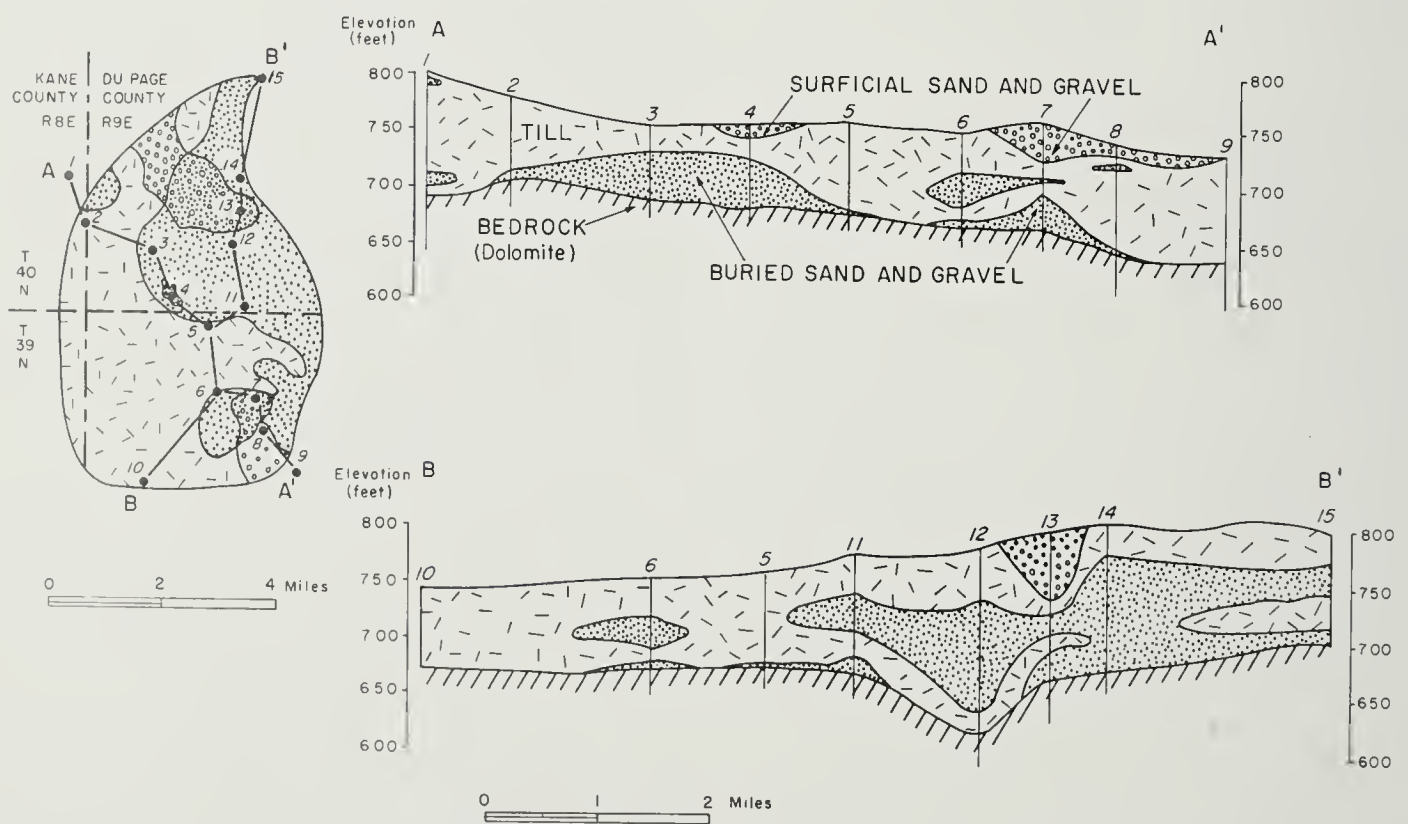 B'
15
KANE
COUNTY
R8E
DU PAGE
COUNTY
R9E
A
14
2
13
3
12
T
40
N
4
11
5
T
39
N
6
7
8
10
9
B
A'
0 2 4 Miles
Elevation
(feet)
A
A'
1
2
3
4
5
6
7
8
9
800
750
700
650
600
800
750
700
650
600
SURFICIAL SAND AND GRAVEL
TILL
BEDROCK
(Dolomite)
BURIED SAND AND GRAVEL
Elevation
(feet)
B
B'
10
6
5
11
12
13
14
15
800
750
700
650
600
800
750
700
650
600
0 1 2 Miles